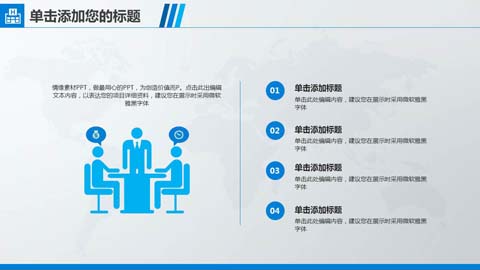 单击添加您的标题
情缘素材PPT，做最用心的PPT，为创造价值而P。点击此出编辑
文本内容，以表达您的项目详细资料，建议您在展示时采用微软
雅黑字体
01
单击添加标题
单击此处编辑内容，建议您在展示时采用微软雅黑
字体
02
单击添加标题
单击此处编辑内容，建议您在展示时采用微软雅黑
字体
03
单击添加标题
单击此处编辑内容，建议您在展示时采用微软雅黑
字体
04
单击添加标题
单击此处编辑内容，建议您在展示时采用微软雅黑
字体